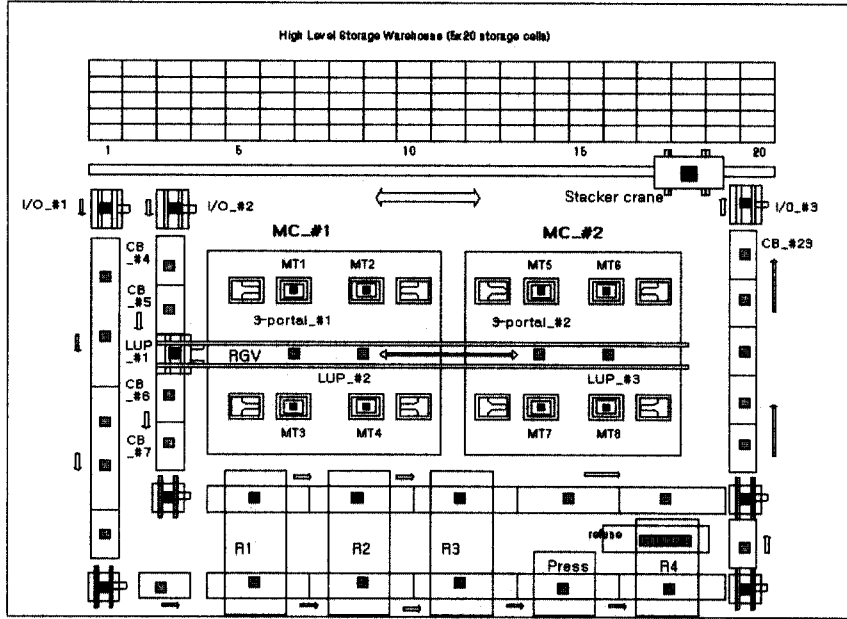 High Level Storage Warehouse (5x20 storage cells)
1 5 10 15 20
Stacker crane
I/O_#1
I/O_#2
I/O_#3
MC_#1
MC_#2
CB_#29
CB
_#4
MT1
MT2
MT5
MT6
CB
_#5
3-portal_#1
3-portal_#2
LUP
_#1
RGV
LUP_#2
LUP_#3
CB
_#6
CB
_#7
MT3
MT4
MT7
MT8
refuse
R1
R2
R3
Press
R4